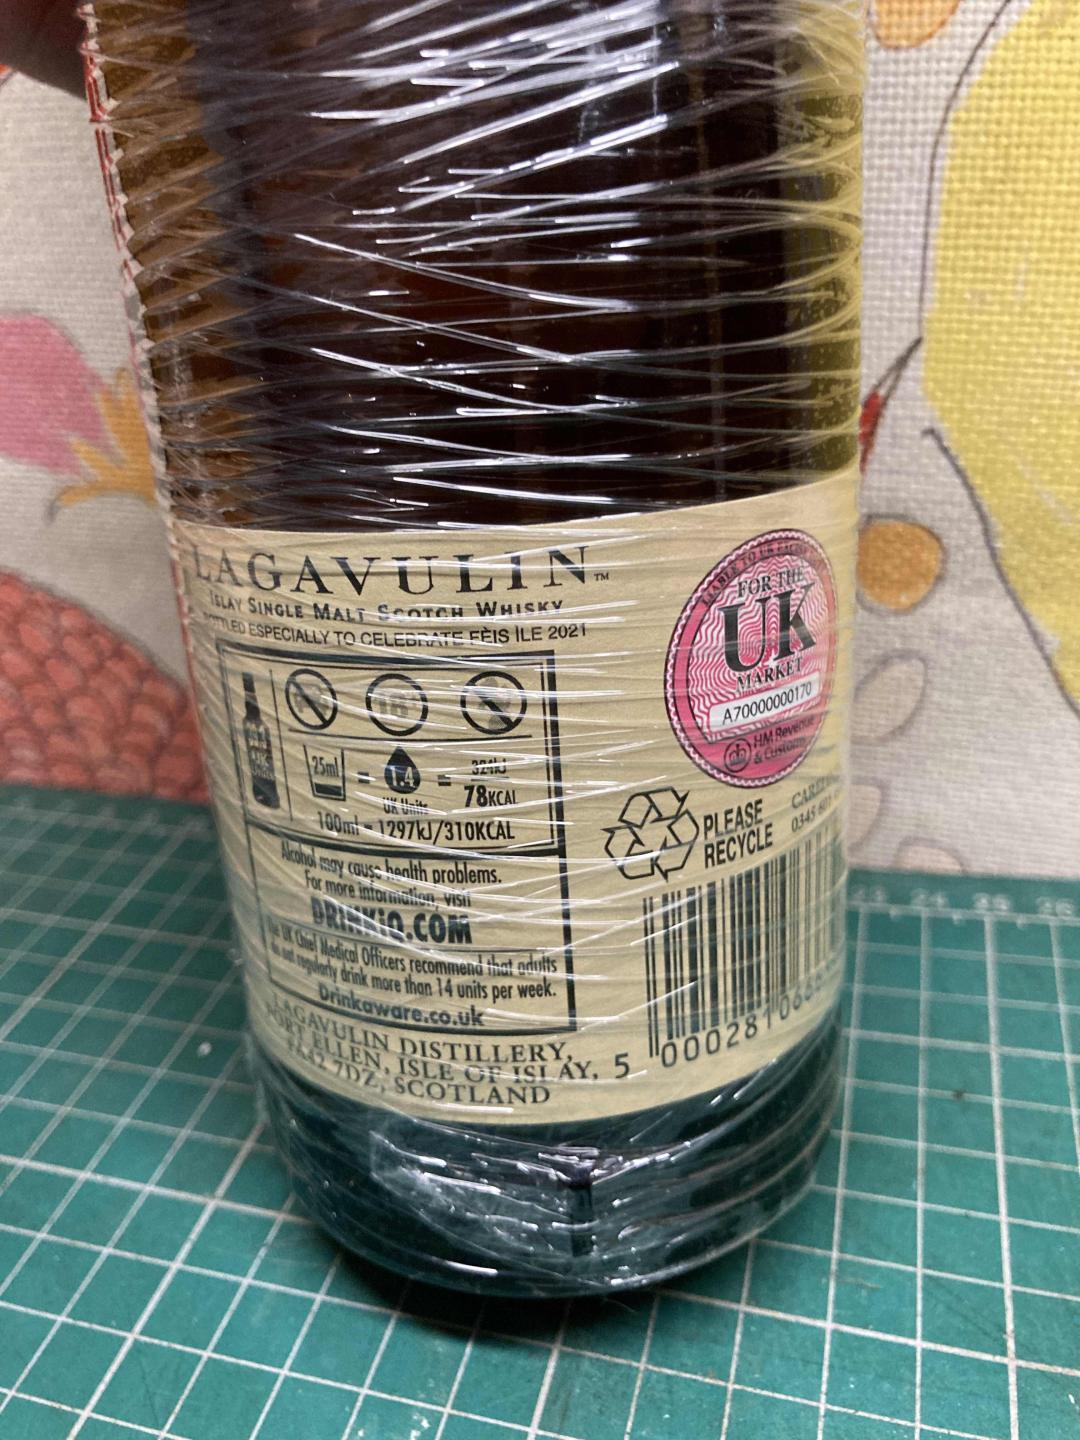 LAGAVULIN™
ISLAY SINGLE MALT SCOTCH WHISKY
BOTTLED ESPECIALLY TO CELEBRATE FÈIS ÌLE 2021
18+
25ml = 1.4 = 324kJ
UK Units 78KCAL
100ml = 1297kJ/310KCAL
Alcohol may cause health problems.
For more information, visit
DRINKiQ.COM
The UK Chief Medical Officers recommend that adults
do not regularly drink more than 14 units per week.
Drinkaware.co.uk
LAGAVULIN DISTILLERY,
PORT ELLEN, ISLE OF ISLAY,
PA42 7DZ, SCOTLAND
LIABLE TO UK EXCISE
FOR THE
UK
MARKET
A70000000170
HM Revenue
& Customs
PLEASE
RECYCLE
0345 601
5 000281066